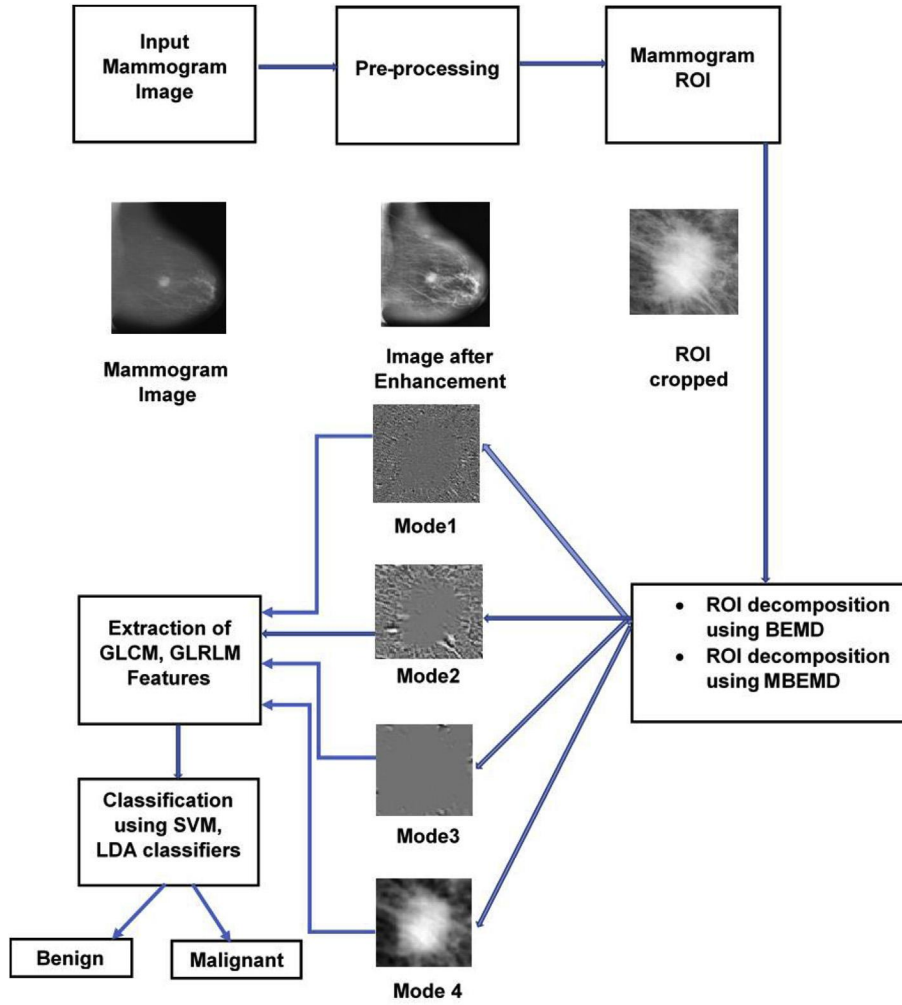 Input
Mammogram
Image
Pre-processing
Mammogram
ROI
Mammogram
Image
Image after
Enhancement
ROI
cropped
Mode1
Mode2
Mode3
Mode 4
• ROI decomposition
using BEMD
• ROI decomposition
using MBEMD
Extraction of
GLCM, GLRLM
Features
Classification
using SVM,
LDA classifiers
Benign
Malignant